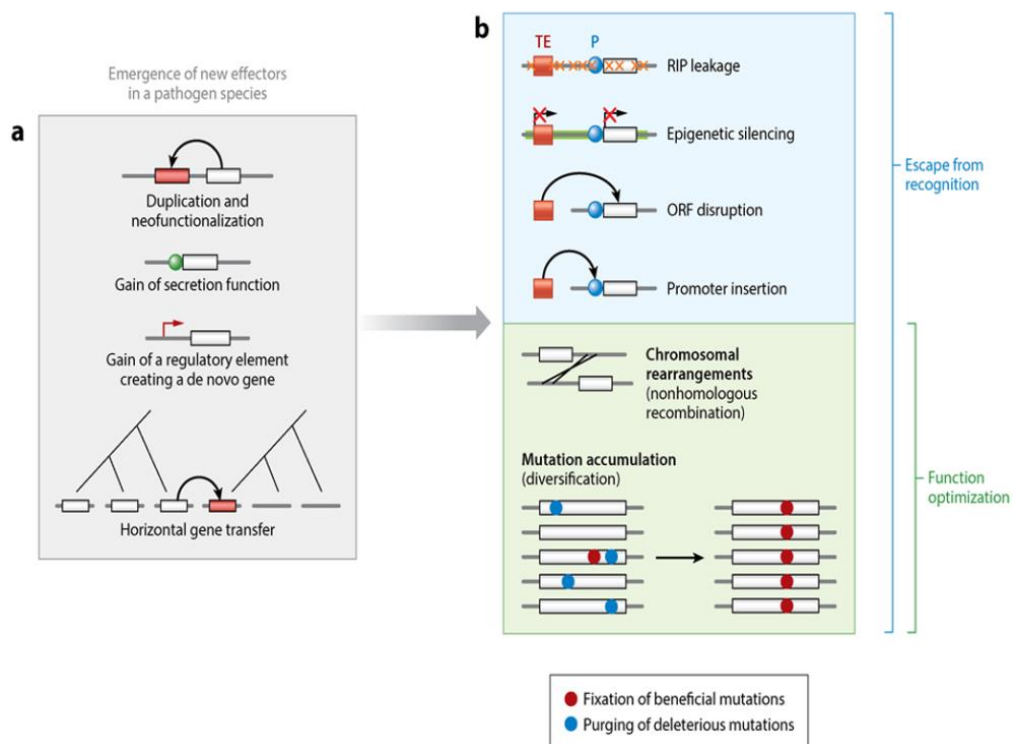 Emergence of new effectors
in a pathogen species
a
Duplication and
neofunctionalization
Gain of secretion function
Gain of a regulatory element
creating a de novo gene
Horizontal gene transfer
b
TE
P
RIP leakage
Epigenetic silencing
ORF disruption
Promoter insertion
Escape from
recognition
Chromosomal
rearrangements
(nonhomologous
recombination)
Mutation accumulation
(diversification)
Function
optimization
Fixation of beneficial mutations
Purging of deleterious mutations